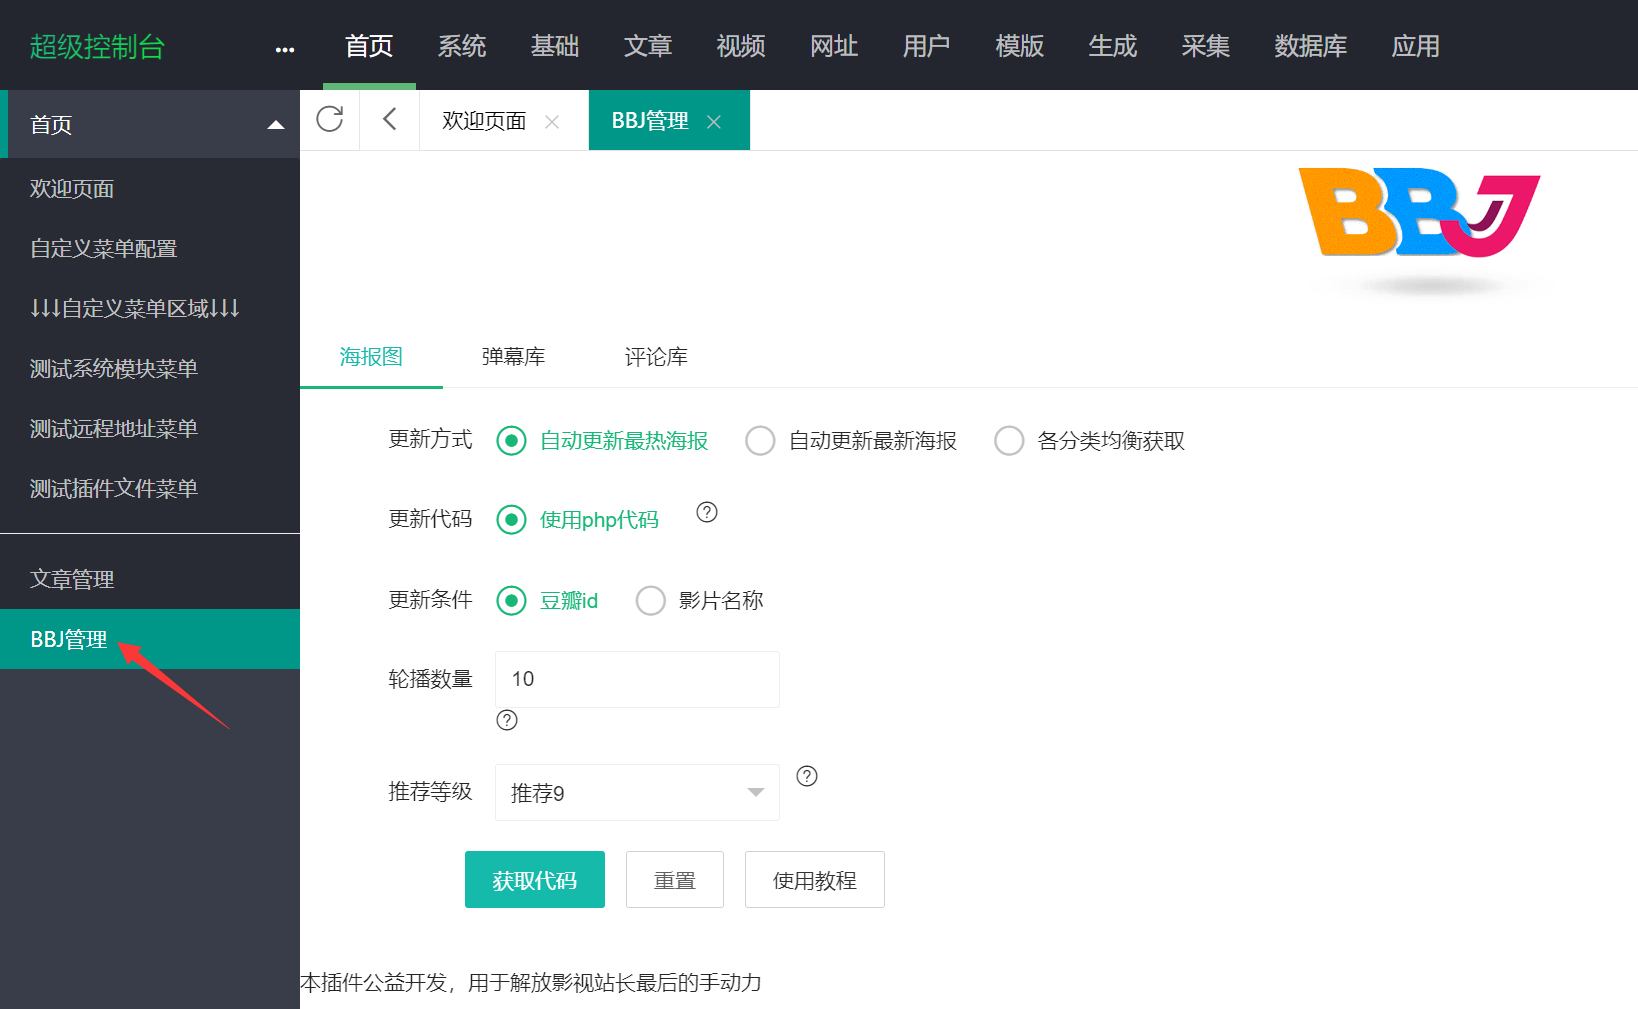 超级控制台 ... 首页 系统 基础 文章 视频 网址 用户 模版 生成 采集 数据库 应用
首页
欢迎页面
自定义菜单配置
↓↓↓自定义菜单区域↓↓↓
测试系统模块菜单
测试远程地址菜单
测试插件文件菜单
文章管理
BBJ管理
欢迎页面 BBJ管理
BBJ
海报图 弹幕库 评论库
更新方式 自动更新最热海报 自动更新最新海报 各分类均衡获取
更新代码 使用php代码 ?
更新条件 豆瓣id 影片名称
轮播数量 10
?
推荐等级 推荐9 ?
获取代码 重置 使用教程
本插件公益开发，用于解放影视站长最后的手动力